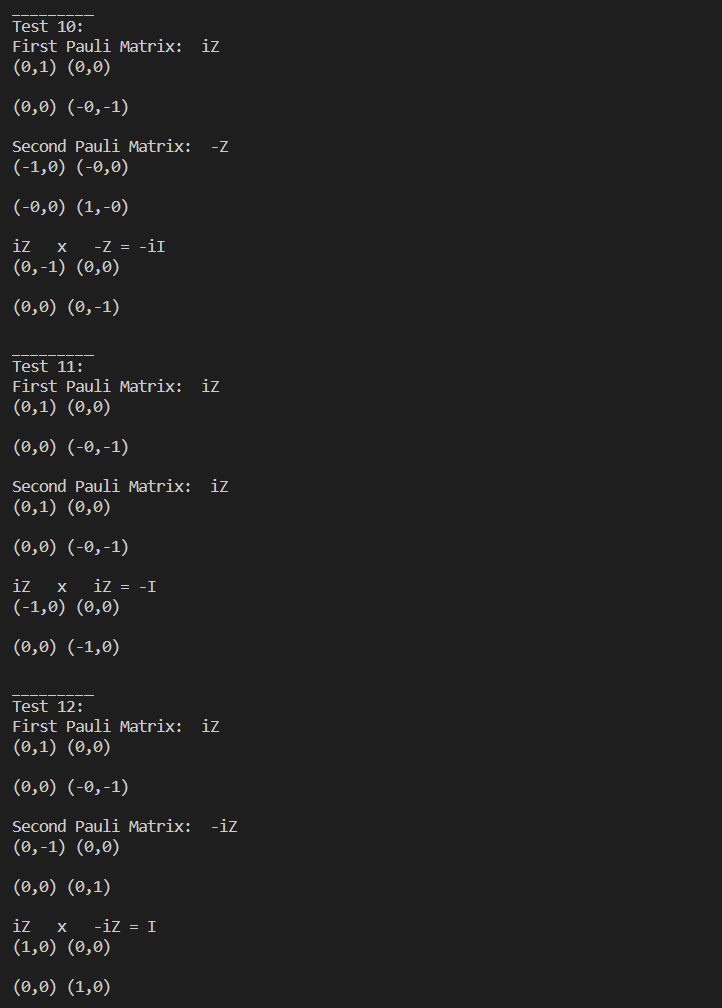 _________
Test 10:
First Pauli Matrix:  iZ
(0,1) (0,0)
(0,0) (-0,-1)
Second Pauli Matrix:  -Z
(-1,0) (-0,0)
(-0,0) (1,-0)
iZ   x   -Z = -iI
(0,-1) (0,0)
(0,0) (0,-1)
_________
Test 11:
First Pauli Matrix:  iZ
(0,1) (0,0)
(0,0) (-0,-1)
Second Pauli Matrix:  iZ
(0,1) (0,0)
(0,0) (-0,-1)
iZ   x   iZ = -I
(-1,0) (0,0)
(0,0) (-1,0)
_________
Test 12:
First Pauli Matrix:  iZ
(0,1) (0,0)
(0,0) (-0,-1)
Second Pauli Matrix:  -iZ
(0,-1) (0,0)
(0,0) (0,1)
iZ   x   -iZ = I
(1,0) (0,0)
(0,0) (1,0)